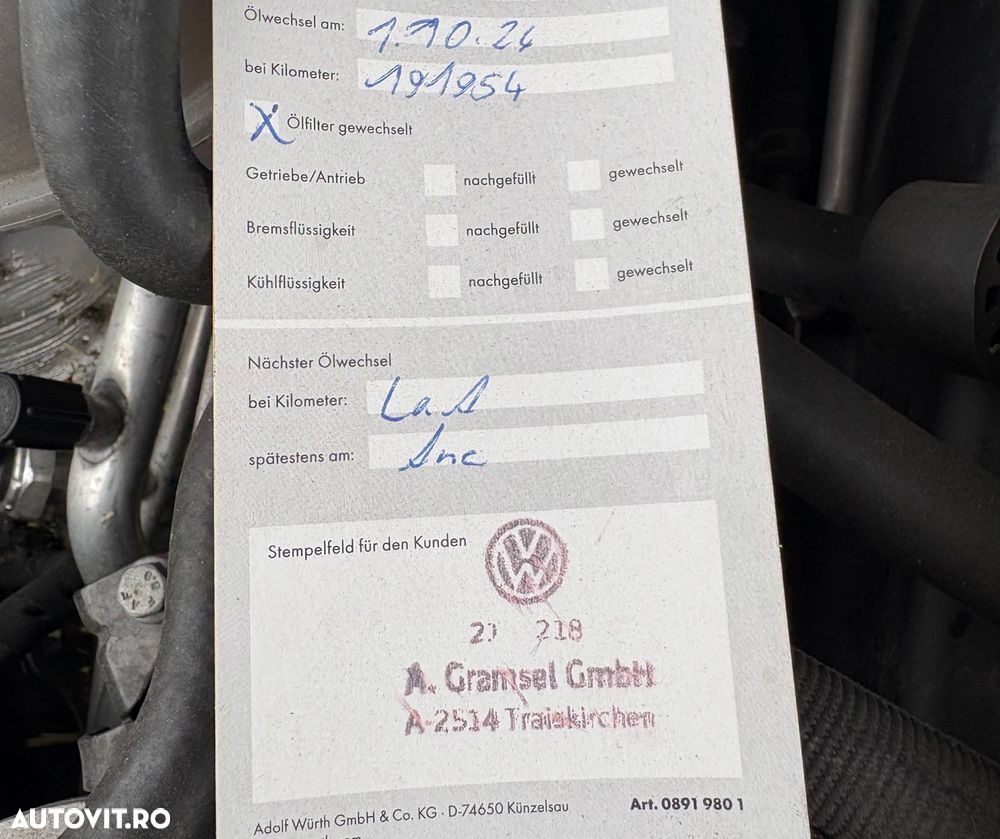 Ölwechsel am: 1.10.24
bei Kilometer: 191954
X Ölfilter gewechselt
Getriebe/Antrieb nachgefüllt gewechselt
Bremsflüssigkeit nachgefüllt gewechselt
Kühlflüssigkeit nachgefüllt gewechselt
Nächster Ölwechsel
bei Kilometer:
spätestens am:
Stempelfeld für den Kunden
218
A. Gramsel GmbH
A-2514 Traiskirchen
Adolf Würth GmbH & Co. KG · D-74650 Künzelsau Art. 0891 980 1
AUTOVIT.RO